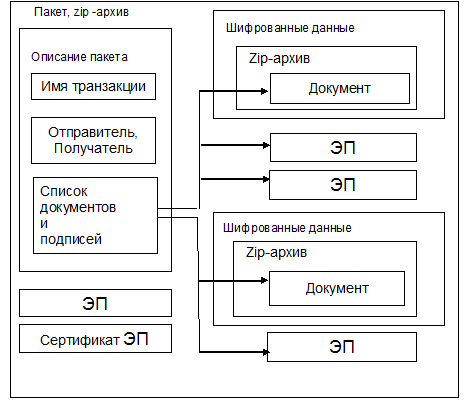 Пакет, zip -архив
Описание пакета
Имя транзакции
Отправитель,
Получатель
Список
документов
и
подписей
ЭП
Сертификат ЭП
Шифрованные данные
Zip-архив
Документ
ЭП
ЭП
Шифрованные данные
Zip-архив
Документ
ЭП